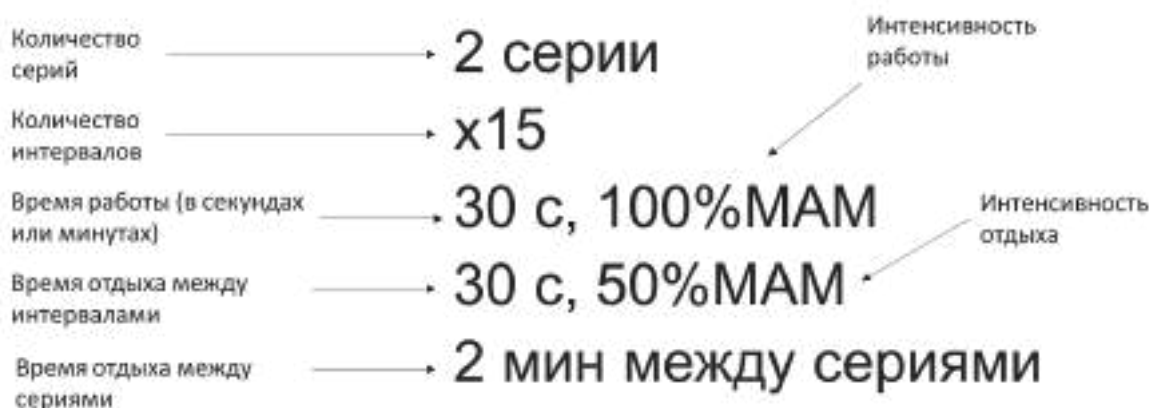 Количество
серий
2 серии
Интенсивность
работы
Количество
интервалов
x15
Время работы (в секундах
или минутах)
30 с, 100%МАМ
Интенсивность
отдыха
Время отдыха между
интервалами
30 с, 50%МАМ
Время отдыха между
сериями
2 мин между сериями